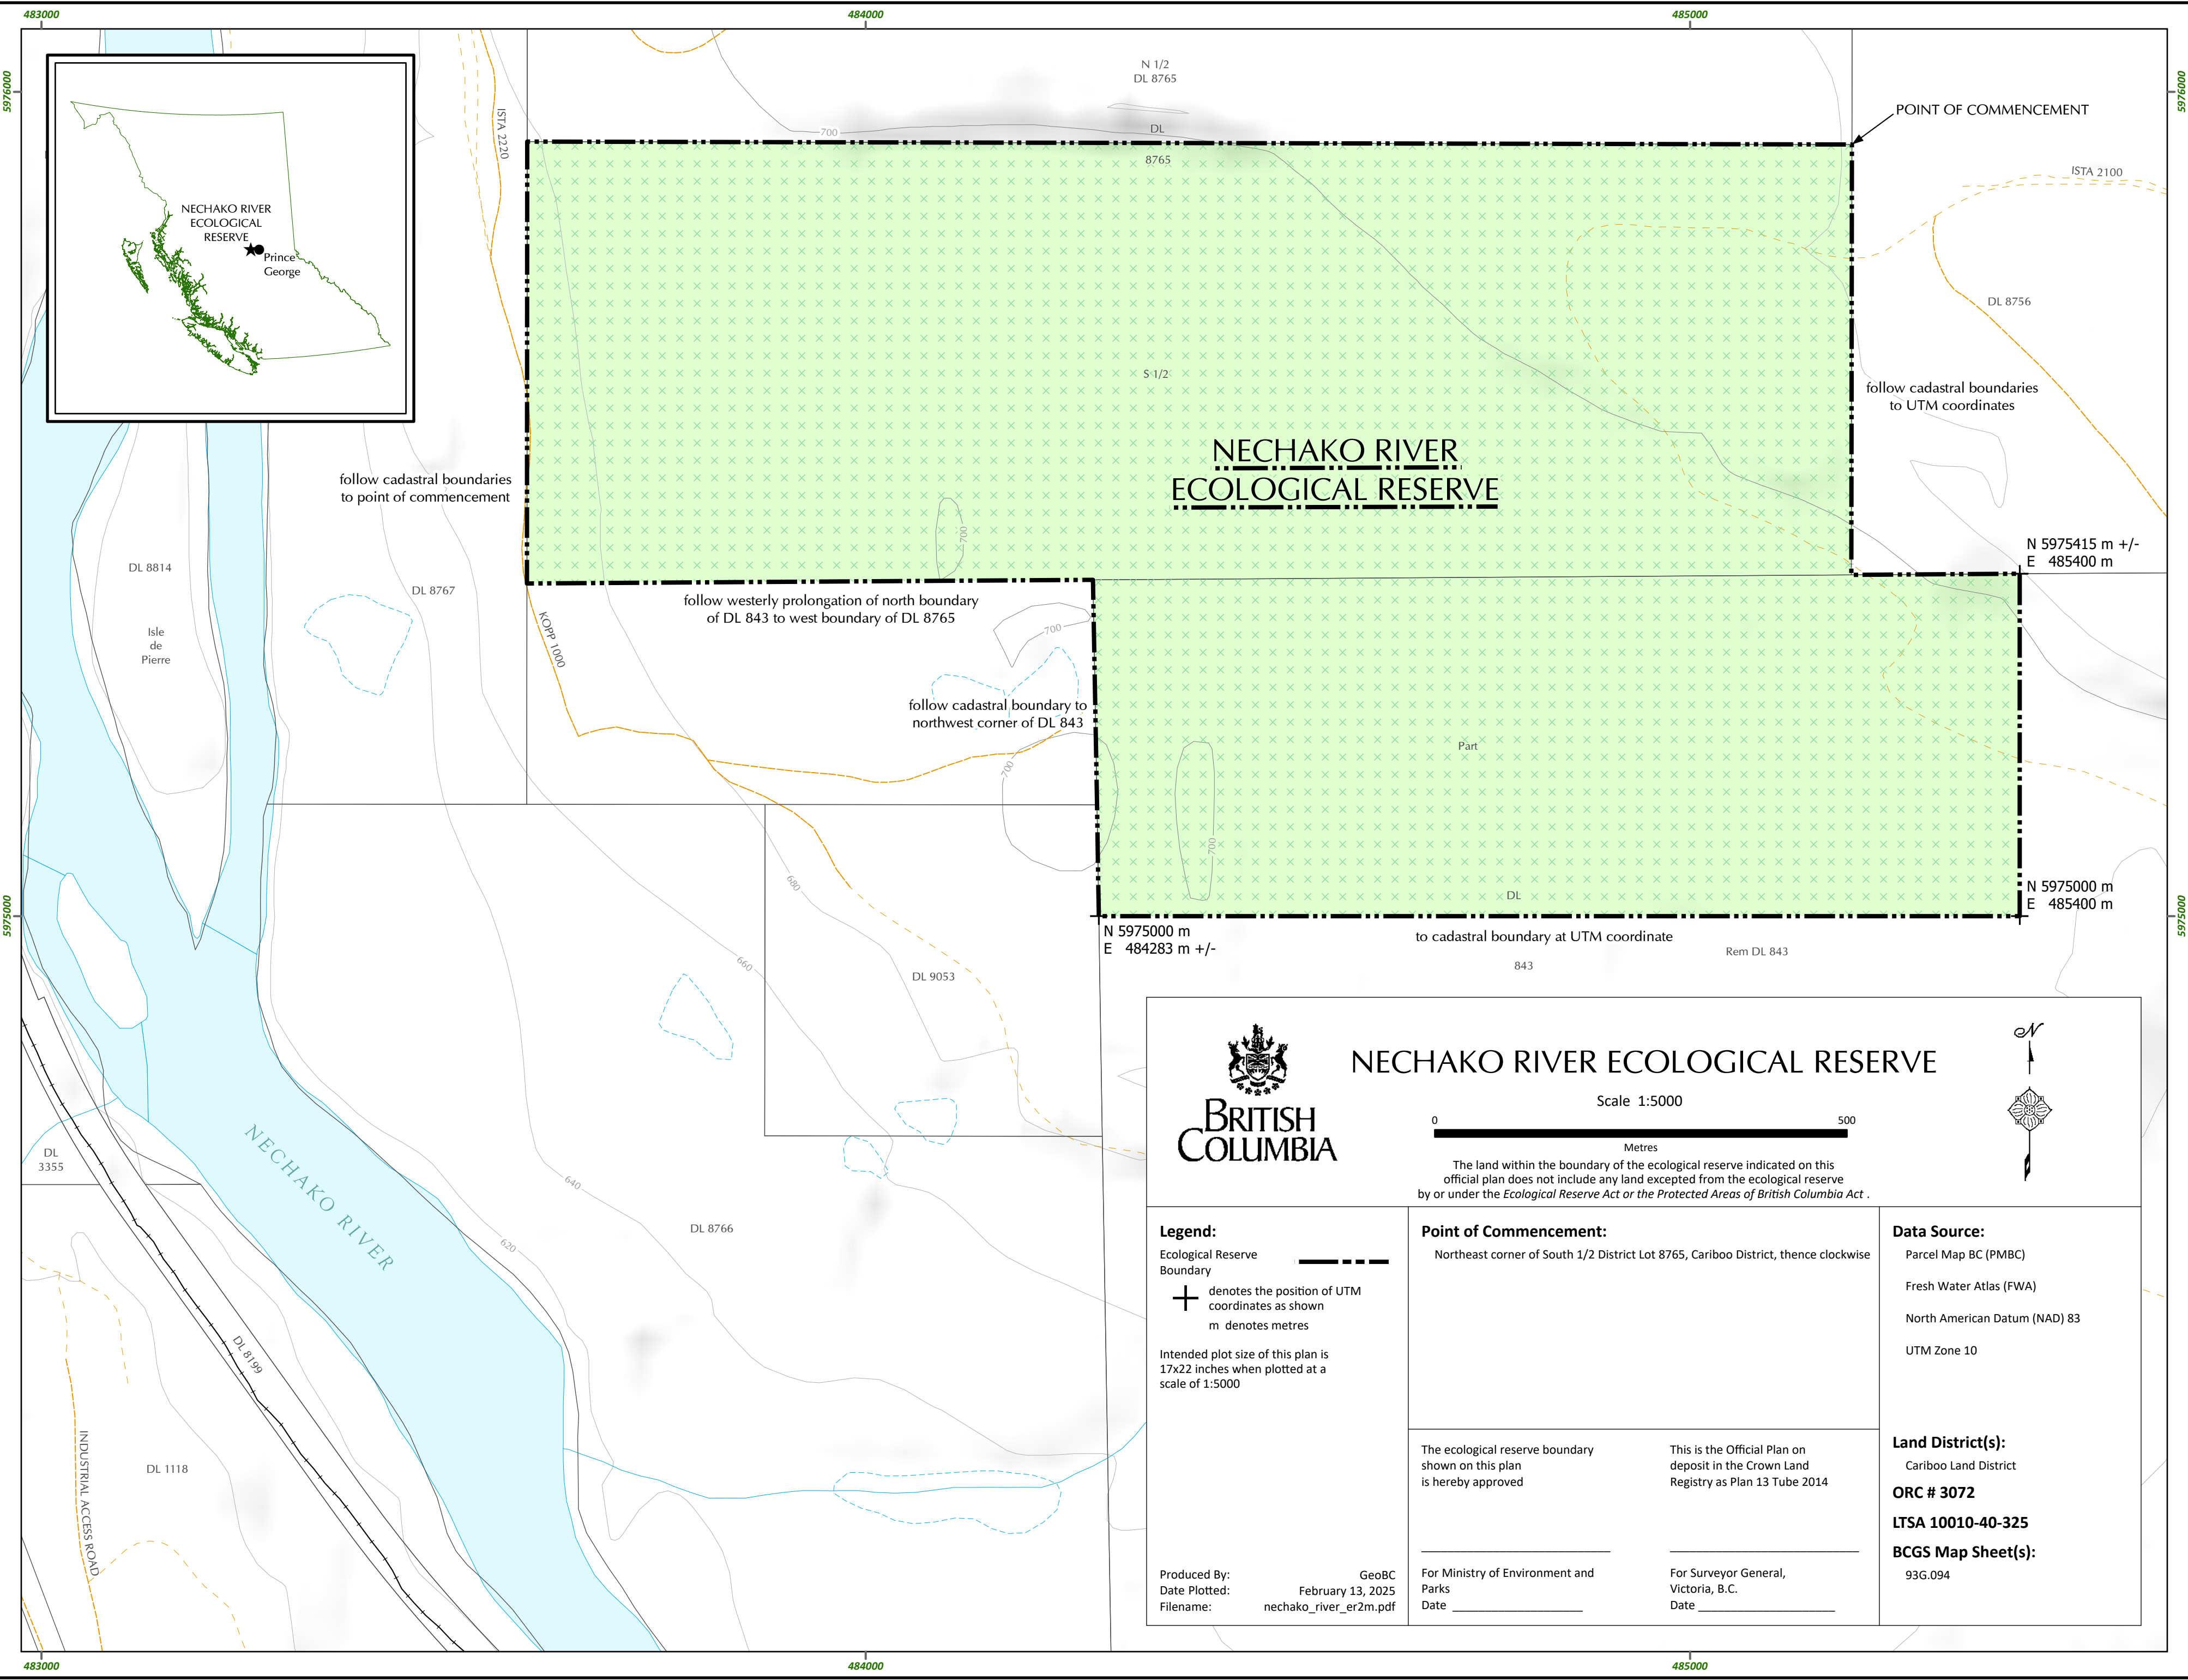 483000
484000
485000
5976000
5976000
N 1/2
DL 8765
POINT OF COMMENCEMENT
ISTA 2220
700
DL
8765
ISTA 2100
NECHAKO RIVER
ECOLOGICAL
RESERVE
Prince
George
DL 8756
S 1/2
follow cadastral boundaries
to UTM coordinates
NECHAKO RIVER
ECOLOGICAL RESERVE
follow cadastral boundaries
to point of commencement
700
N 5975415 m +/-
E 485400 m
DL 8814
DL 8767
follow westerly prolongation of north boundary
of DL 843 to west boundary of DL 8765
Isle
de
Pierre
KOPP 1000
700
follow cadastral boundary to
northwest corner of DL 843
Part
700
700
680
DL
N 5975000 m
E 485400 m
5975000
5975000
N 5975000 m
E 484283 m +/-
to cadastral boundary at UTM coordinate
Rem DL 843
843
660
DL 9053
NECHAKO RIVER
DL
3355
640
DL 8766
620
DL 8199
INDUSTRIAL ACCESS ROAD
DL 1118
BRITISH
COLUMBIA
NECHAKO RIVER ECOLOGICAL RESERVE
Scale 1:5000
0
500
Metres
The land within the boundary of the ecological reserve indicated on this
official plan does not include any land excepted from the ecological reserve
by or under the Ecological Reserve Act or the Protected Areas of British Columbia Act .
N
Legend:
Ecological Reserve
Boundary
denotes the position of UTM
coordinates as shown
m denotes metres
Intended plot size of this plan is
17x22 inches when plotted at a
scale of 1:5000
Produced By: GeoBC
Date Plotted: February 13, 2025
Filename: nechako_river_er2m.pdf
Point of Commencement:
Northeast corner of South 1/2 District Lot 8765, Cariboo District, thence clockwise
The ecological reserve boundary
shown on this plan
is hereby approved
For Ministry of Environment and
Parks
Date
This is the Official Plan on
deposit in the Crown Land
Registry as Plan 13 Tube 2014
For Surveyor General,
Victoria, B.C.
Date
Data Source:
Parcel Map BC (PMBC)
Fresh Water Atlas (FWA)
North American Datum (NAD) 83
UTM Zone 10
Land District(s):
Cariboo Land District
ORC # 3072
LTSA 10010-40-325
BCGS Map Sheet(s):
93G.094
483000
484000
485000